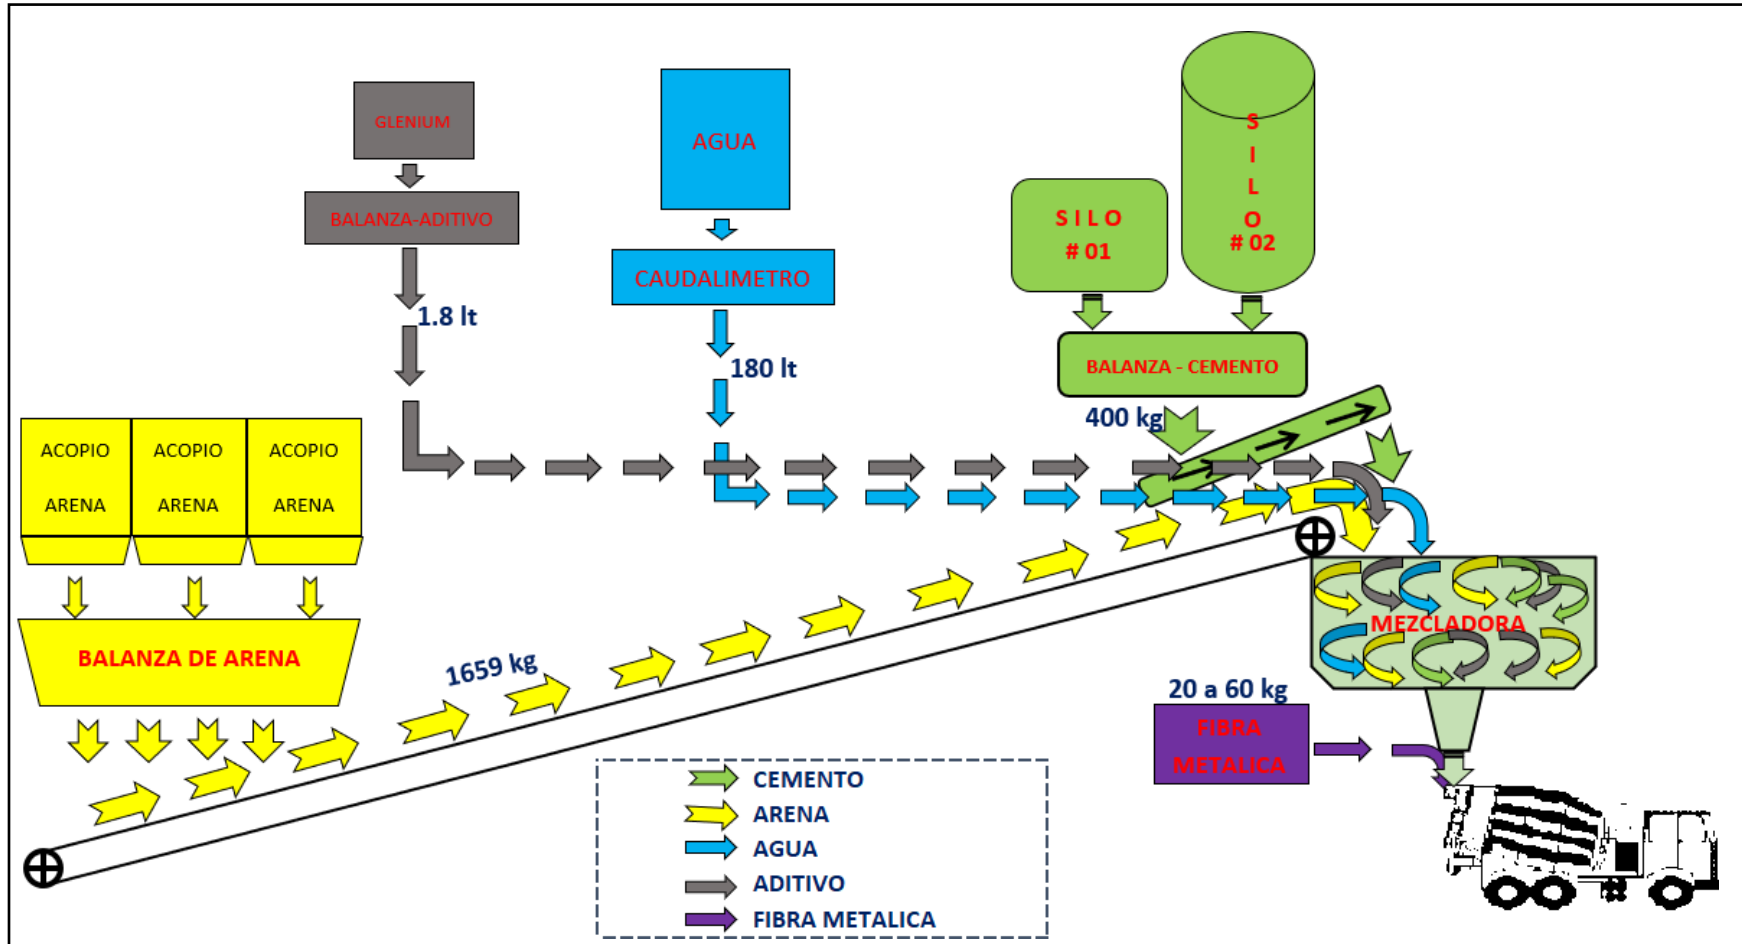 GLENIUM
BALANZA-ADITIVO
1.8 lt
AGUA
CAUDALIMETRO
180 lt
S I L O
# 01
S
I
L
O
# 02
BALANZA - CEMENTO
400 kg
ACOPIO
ARENA
ACOPIO
ARENA
ACOPIO
ARENA
BALANZA DE ARENA
1659 kg
MEZCLADORA
20 a 60 kg
FIBRA
METALICA
CEMENTO
ARENA
AGUA
ADITIVO
FIBRA METALICA